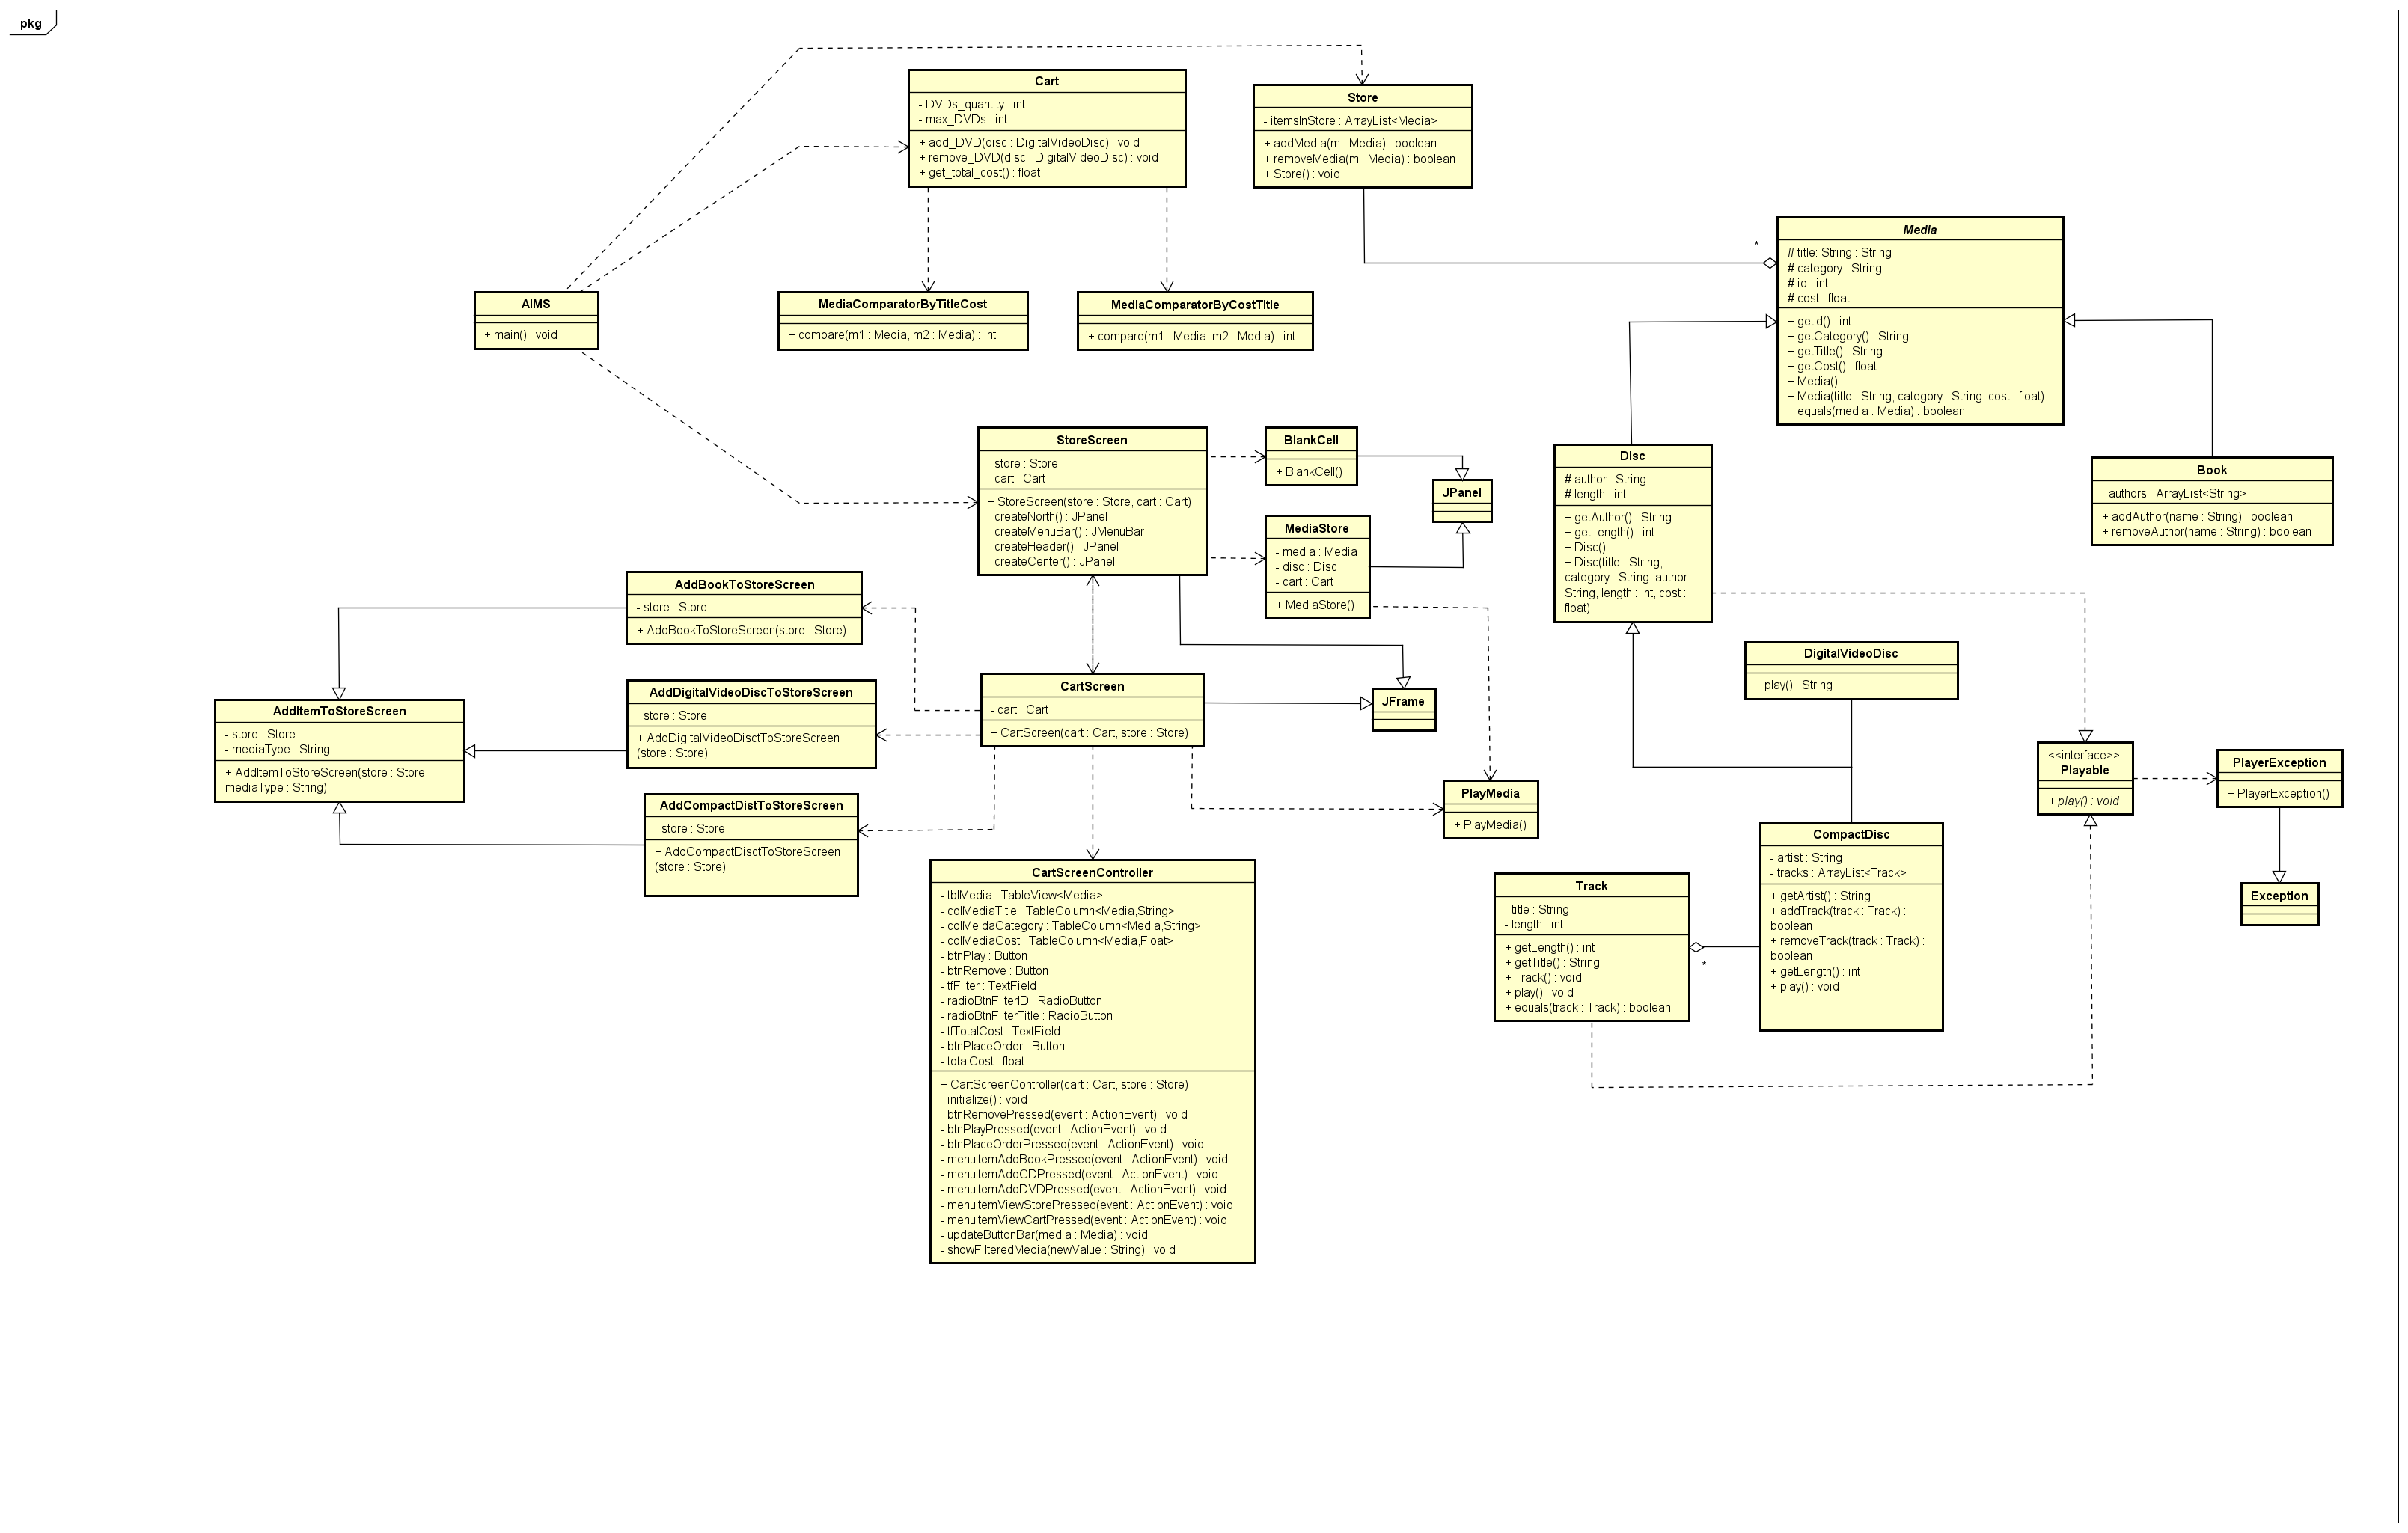 pkg
Cart
- DVDs_quantity : int
- max_DVDs : int
+ add_DVD(disc : DigitalVideoDisc) : void
+ remove_DVD(disc : DigitalVideoDisc) : void
+ get_total_cost() : float
Store
- itemsInStore : ArrayList<Media>
+ addMedia(m : Media) : boolean
+ removeMedia(m : Media) : boolean
+ Store() : void
*
Media
# title: String : String
# category : String
# id : int
# cost : float
+ getId() : int
+ getCategory() : String
+ getTitle() : String
+ getCost() : float
+ Media()
+ Media(title : String, category : String, cost : float)
+ equals(media : Media) : boolean
AIMS
+ main() : void
MediaComparatorByTitleCost
+ compare(m1 : Media, m2 : Media) : int
MediaComparatorByCostTitle
+ compare(m1 : Media, m2 : Media) : int
StoreScreen
- store : Store
- cart : Cart
+ StoreScreen(store : Store, cart : Cart)
- createNorth() : JPanel
- createMenuBar() : JMenuBar
- createHeader() : JPanel
- createCenter() : JPanel
BlankCell
+ BlankCell()
JPanel
MediaStore
- media : Media
- disc : Disc
- cart : Cart
+ MediaStore()
Disc
# author : String
# length : int
+ getAuthor() : String
+ getLength() : int
+ Disc()
+ Disc(title : String,
category : String, author :
String, length : int, cost :
float)
Book
- authors : ArrayList<String>
+ addAuthor(name : String) : boolean
+ removeAuthor(name : String) : boolean
AddBookToStoreScreen
- store : Store
+ AddBookToStoreScreen(store : Store)
AddItemToStoreScreen
- store : Store
- mediaType : String
+ AddItemToStoreScreen(store : Store,
mediaType : String)
AddDigitalVideoDiscToStoreScreen
- store : Store
+ AddDigitalVideoDisctToStoreScreen
(store : Store)
CartScreen
- cart : Cart
+ CartScreen(cart : Cart, store : Store)
JFrame
DigitalVideoDisc
+ play() : String
AddCompactDistToStoreScreen
- store : Store
+ AddCompactDisctToStoreScreen
(store : Store)
PlayMedia
+ PlayMedia()
<<interface>>
Playable
+ play() : void
PlayerException
+ PlayerException()
Exception
CartScreenController
- tblMedia : TableView<Media>
- colMediaTitle : TableColumn<Media,String>
- colMeidaCategory : TableColumn<Media,String>
- colMediaCost : TableColumn<Media,Float>
- btnPlay : Button
- btnRemove : Button
- tfFilter : TextField
- radioBtnFilterID : RadioButton
- radioBtnFilterTitle : RadioButton
- tfTotalCost : TextField
- btnPlaceOrder : Button
- totalCost : float
+ CartScreenController(cart : Cart, store : Store)
- initialize() : void
- btnRemovePressed(event : ActionEvent) : void
- btnPlayPressed(event : ActionEvent) : void
- btnPlaceOrderPressed(event : ActionEvent) : void
- menuItemAddBookPressed(event : ActionEvent) : void
- menuItemAddCDPressed(event : ActionEvent) : void
- menuItemAddDVDPressed(event : ActionEvent) : void
- menuItemViewStorePressed(event : ActionEvent) : void
- menuItemViewCartPressed(event : ActionEvent) : void
- updateButtonBar(media : Media) : void
- showFilteredMedia(newValue : String) : void
Track
- title : String
- length : int
+ getLength() : int
+ getTitle() : String
+ Track() : void
+ play() : void
+ equals(track : Track) : boolean
*
CompactDisc
- artist : String
- tracks : ArrayList<Track>
+ getArtist() : String
+ addTrack(track : Track) :
boolean
+ removeTrack(track : Track) :
boolean
+ getLength() : int
+ play() : void